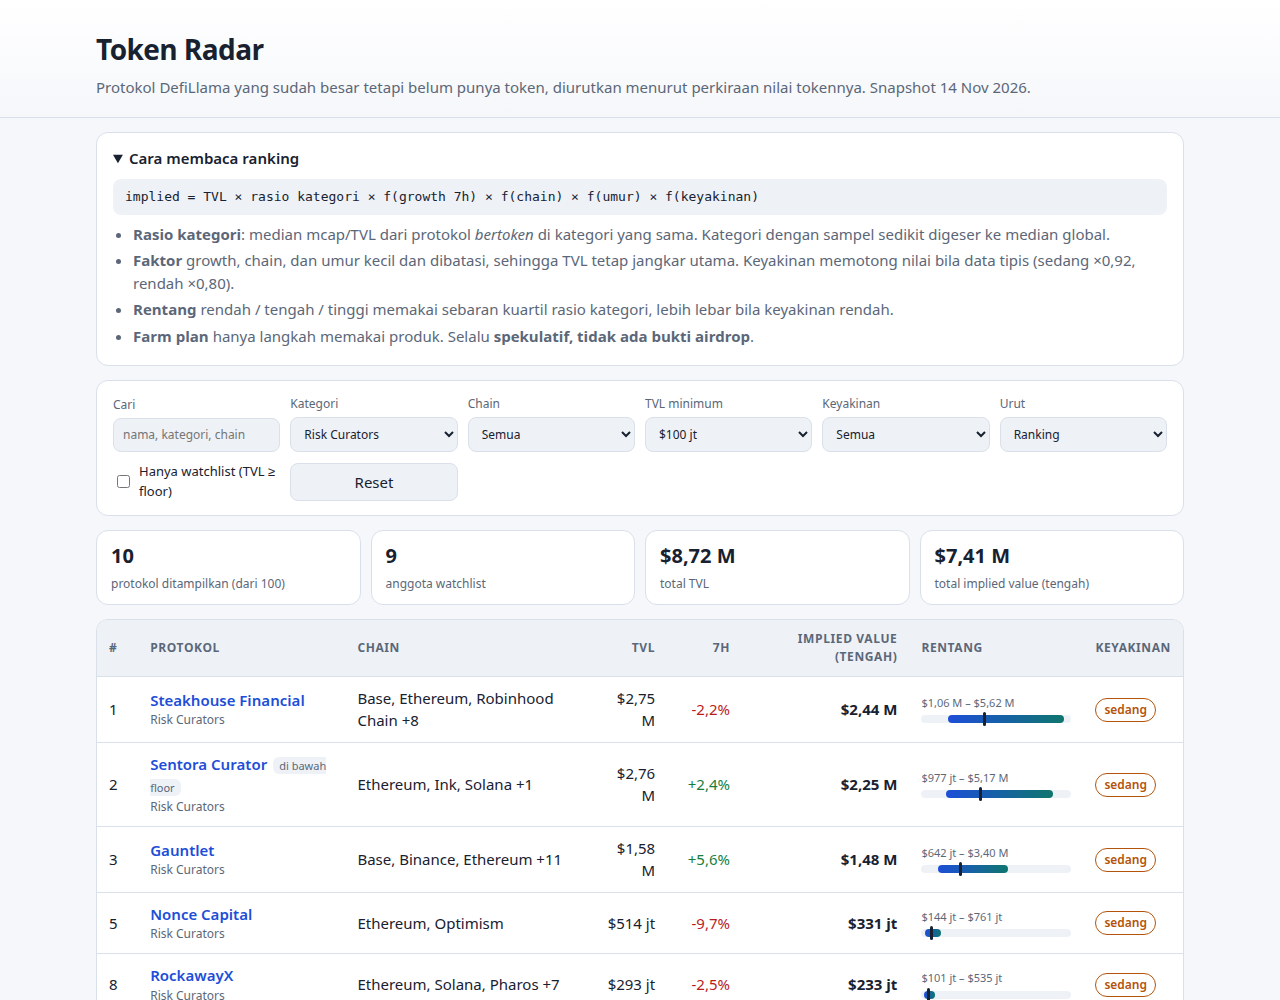 Token Radar
Protokol DefiLlama yang sudah besar tetapi belum punya token, diurutkan menurut perkiraan nilai tokennya. Snapshot 14 Nov 2026.
▼ Cara membaca ranking
implied = TVL × rasio kategori × f(growth 7h) × f(chain) × f(umur) × f(keyakinan)
• Rasio kategori: median mcap/TVL dari protokol bertoken di kategori yang sama. Kategori dengan sampel sedikit digeser ke median global.
• Faktor growth, chain, dan umur kecil dan dibatasi, sehingga TVL tetap jangkar utama. Keyakinan memotong nilai bila data tipis (sedang ×0,92,
rendah ×0,80).
• Rentang rendah / tengah / tinggi memakai sebaran kuartil rasio kategori, lebih lebar bila keyakinan rendah.
• Farm plan hanya langkah memakai produk. Selalu spekulatif, tidak ada bukti airdrop.
Cari Kategori Chain TVL minimum Keyakinan Urut
nama, kategori, chain Risk Curators Semua $100 jt Semua Ranking
Hanya watchlist (TVL ≥
floor)
Reset
10 9 $8,72 M $7,41 M
protokol ditampilkan (dari 100) anggota watchlist total TVL total implied value (tengah)
# PROTOKOL CHAIN TVL 7H IMPLIED VALUE
(TENGAH) RENTANG KEYAKINAN
1 Steakhouse Financial
Risk Curators
Base, Ethereum, Robinhood
Chain +8
$2,75
M
-2,2% $2,44 M $1,06 M – $5,62 M sedang
2 Sentora Curator di bawah
floor
Risk Curators
Ethereum, Ink, Solana +1
$2,76
M
+2,4% $2,25 M $977 jt – $5,17 M sedang
3 Gauntlet
Risk Curators
Base, Binance, Ethereum +11
$1,58
M
+5,6% $1,48 M $642 jt – $3,40 M sedang
5 Nonce Capital
Risk Curators
Ethereum, Optimism $514 jt -9,7% $331 jt $144 jt – $761 jt sedang
8 RockawayX
Risk Curators
Ethereum, Solana, Pharos +7 $293 jt -2,5% $233 jt $101 jt – $535 jt sedang